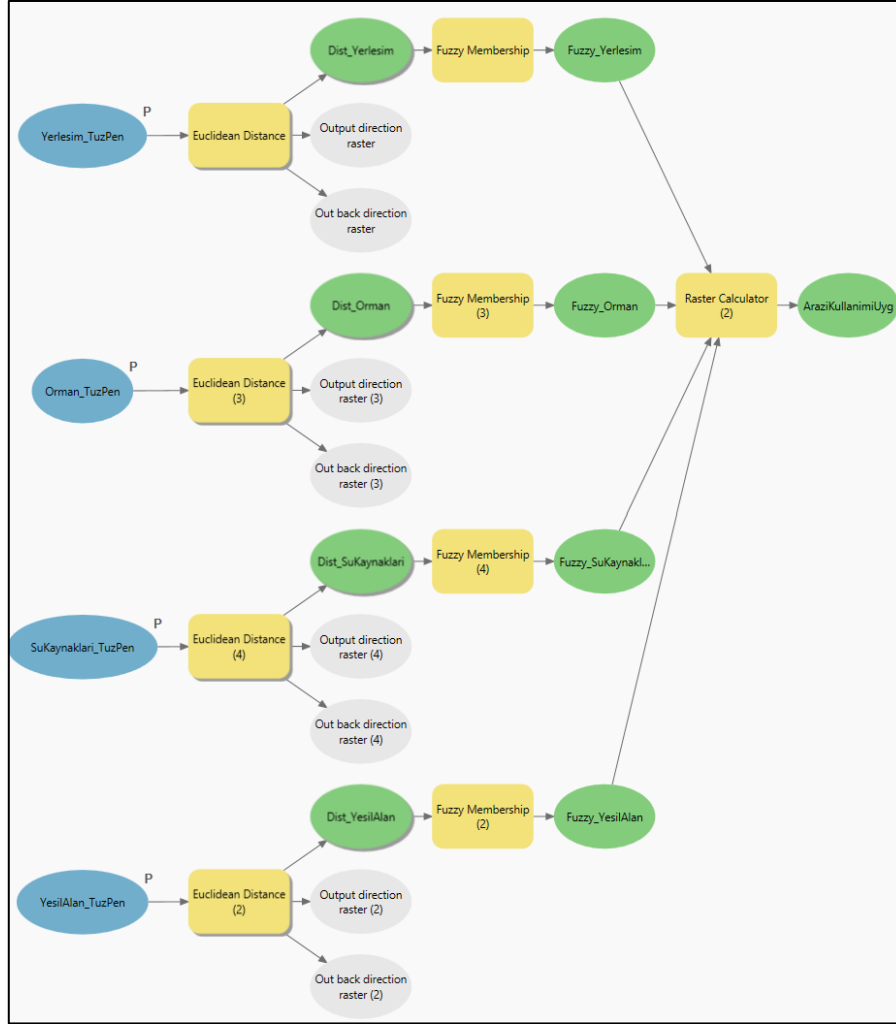 Dist_Yerlesim
Fuzzy Membership
Fuzzy_Yerlesim
P
Yerlesim_TuzPen
Euclidean Distance
Output direction
raster
Out back direction
raster
Dist_Orman
Fuzzy Membership
(3)
Fuzzy_Orman
Raster Calculator
(2)
AraziKullanimiUyg
P
Orman_TuzPen
Euclidean Distance
(3)
Output direction
raster (3)
Out back direction
raster (3)
Dist_SuKaynaklari
Fuzzy Membership
(4)
Fuzzy_SuKaynakl...
P
SuKaynaklari_TuzPen
Euclidean Distance
(4)
Output direction
raster (4)
Out back direction
raster (4)
Dist_YesilAlan
Fuzzy Membership
(2)
Fuzzy_YesilAlan
P
YesilAlan_TuzPen
Euclidean Distance
(2)
Output direction
raster (2)
Out back direction
raster (2)